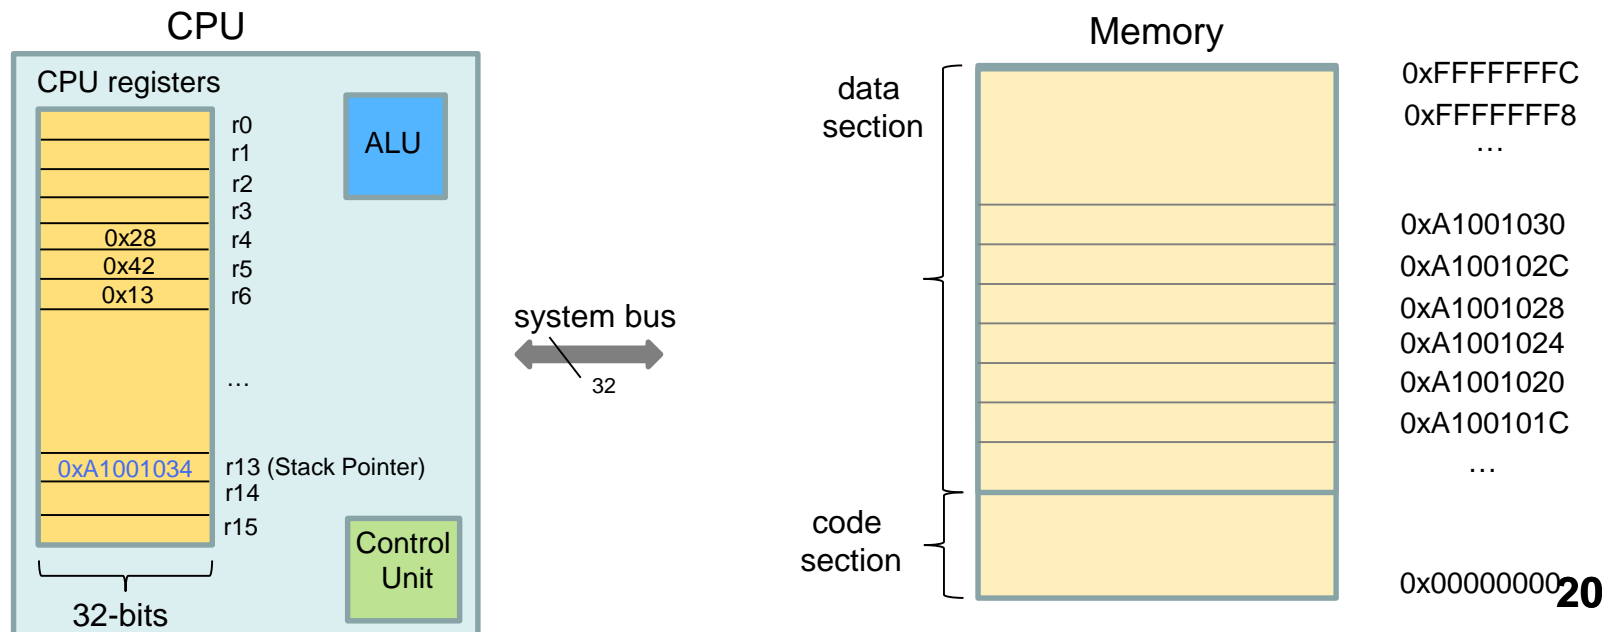 CPU
CPU registers
r0
r1
r2
r3
0x28 r4
0x42 r5
0x13 r6
…
0xA1001034 r13 (Stack Pointer)
r14
r15
32-bits
ALU
Control
Unit
system bus
32
Memory
data
section
code
section
0xFFFFFFFC
0xFFFFFFF8
…
0xA1001030
0xA100102C
0xA1001028
0xA1001024
0xA1001020
0xA100101C
…
0x00000000
20